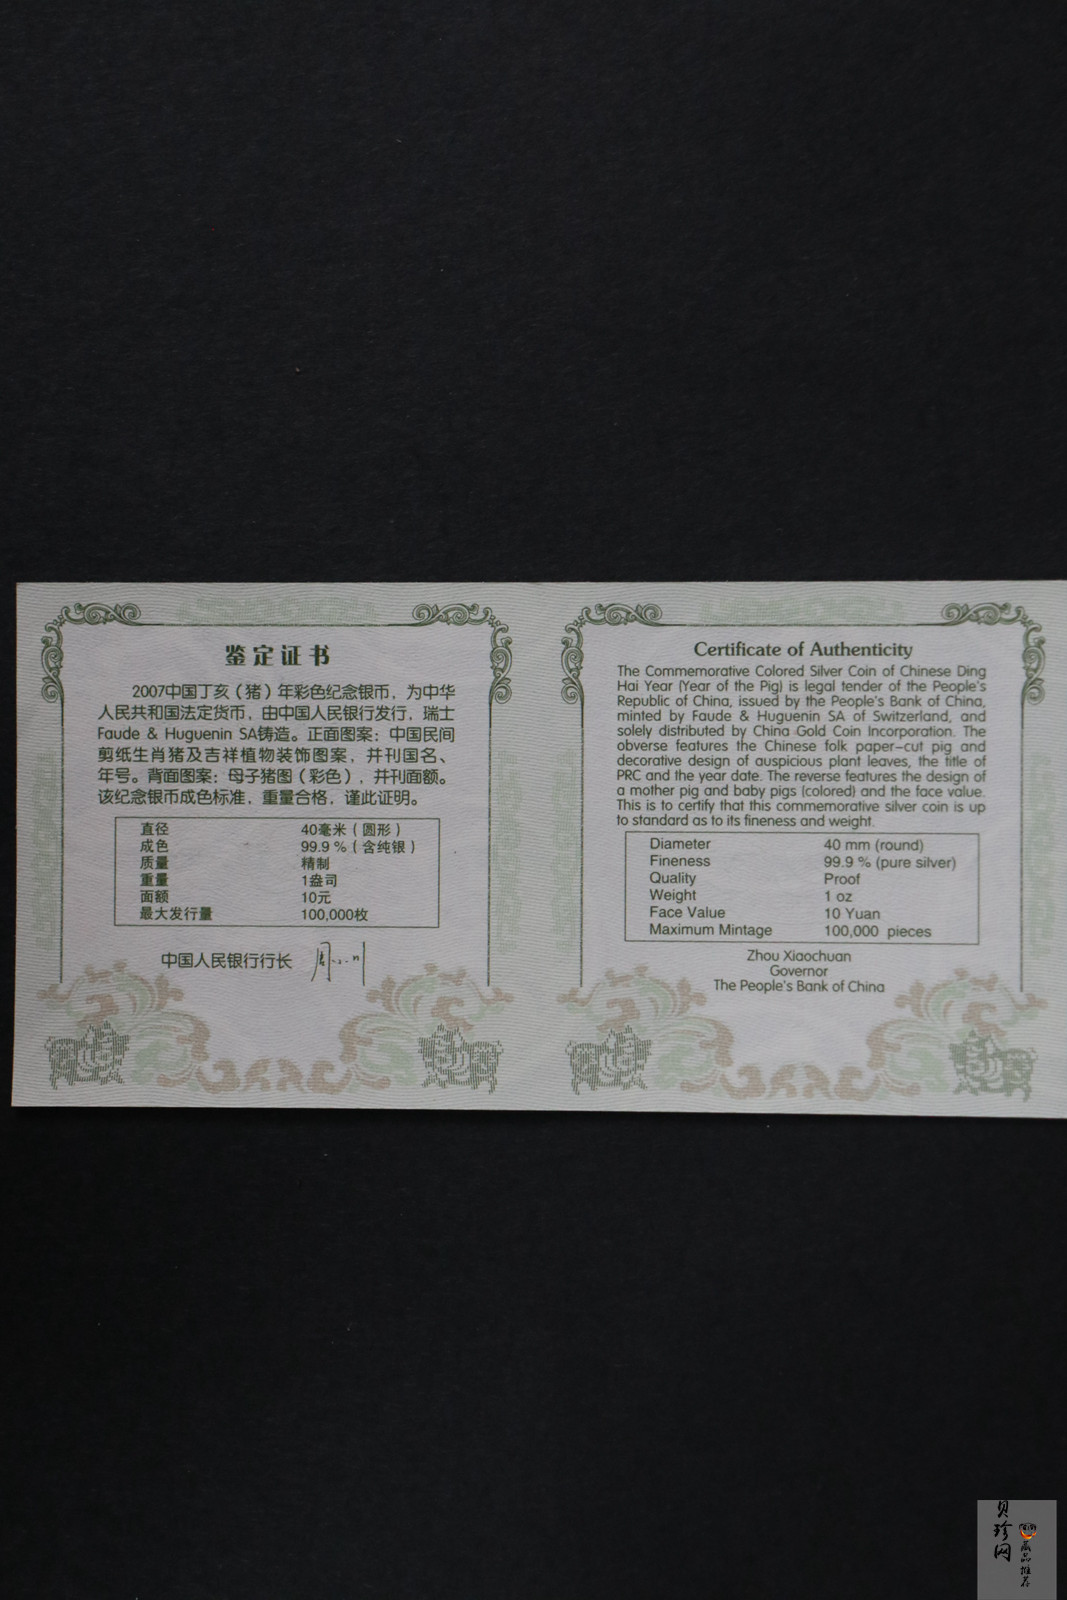 鉴定证书
2007中国丁亥（猪）年彩色纪念银币，为中华
人民共和国法定货币，由中国人民银行发行，瑞士
Faude & Huguenin SA铸造。正面图案：中国民间
剪纸生肖猪及吉祥植物装饰图案，并刊国名、
年号。背面图案：母子猪图（彩色），并刊面额。
该纪念银币成色标准，重量合格，谨此证明。
直径 40毫米（圆形）
成色 99.9 %（含纯银）
质量 精制
重量 1盎司
面额 10元
最大发行量 100,000枚
中国人民银行行长 周小川
Certificate of Authenticity
The Commemorative Colored Silver Coin of Chinese Ding
Hai Year (Year of the Pig) is legal tender of the People's
Republic of China, issued by the People's Bank of China,
minted by Faude & Huguenin SA of Switzerland, and
solely distributed by China Gold Coin Incorporation. The
obverse features the Chinese folk paper-cut pig and
decorative design of auspicious plant leaves, the title of
PRC and the year date. The reverse features the design of
a mother pig and baby pigs (colored) and the face value.
This is to certify that this commemorative silver coin is up
to standard as to its fineness and weight.
Diameter 40 mm (round)
Fineness 99.9 % (pure silver)
Quality Proof
Weight 1 oz
Face Value 10 Yuan
Maximum Mintage 100,000 pieces
Zhou Xiaochuan
Governor
The People's Bank of China
贝珍网
藏品推荐